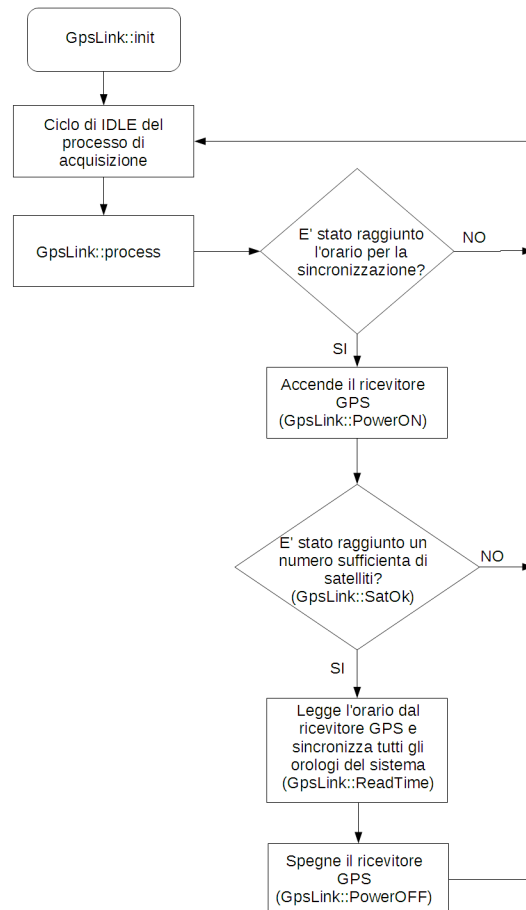 GpsLink::init
Ciclo di IDLE del
processo di
acquisizione
GpsLink::process
E' stato raggiunto
l'orario per la
sincronizzazione?
NO
SI
Accende il ricevitore
GPS
(GpsLink::PowerON)
E' stato raggiunto un
numero sufficienta di
satelliti?
(GpsLink::SatOk)
NO
SI
Legge l'orario dal
ricevitore GPS e
sincronizza tutti gli
orologi del sistema
(GpsLink::ReadTime)
Spegne il ricevitore
GPS
(GpsLink::PowerOFF)